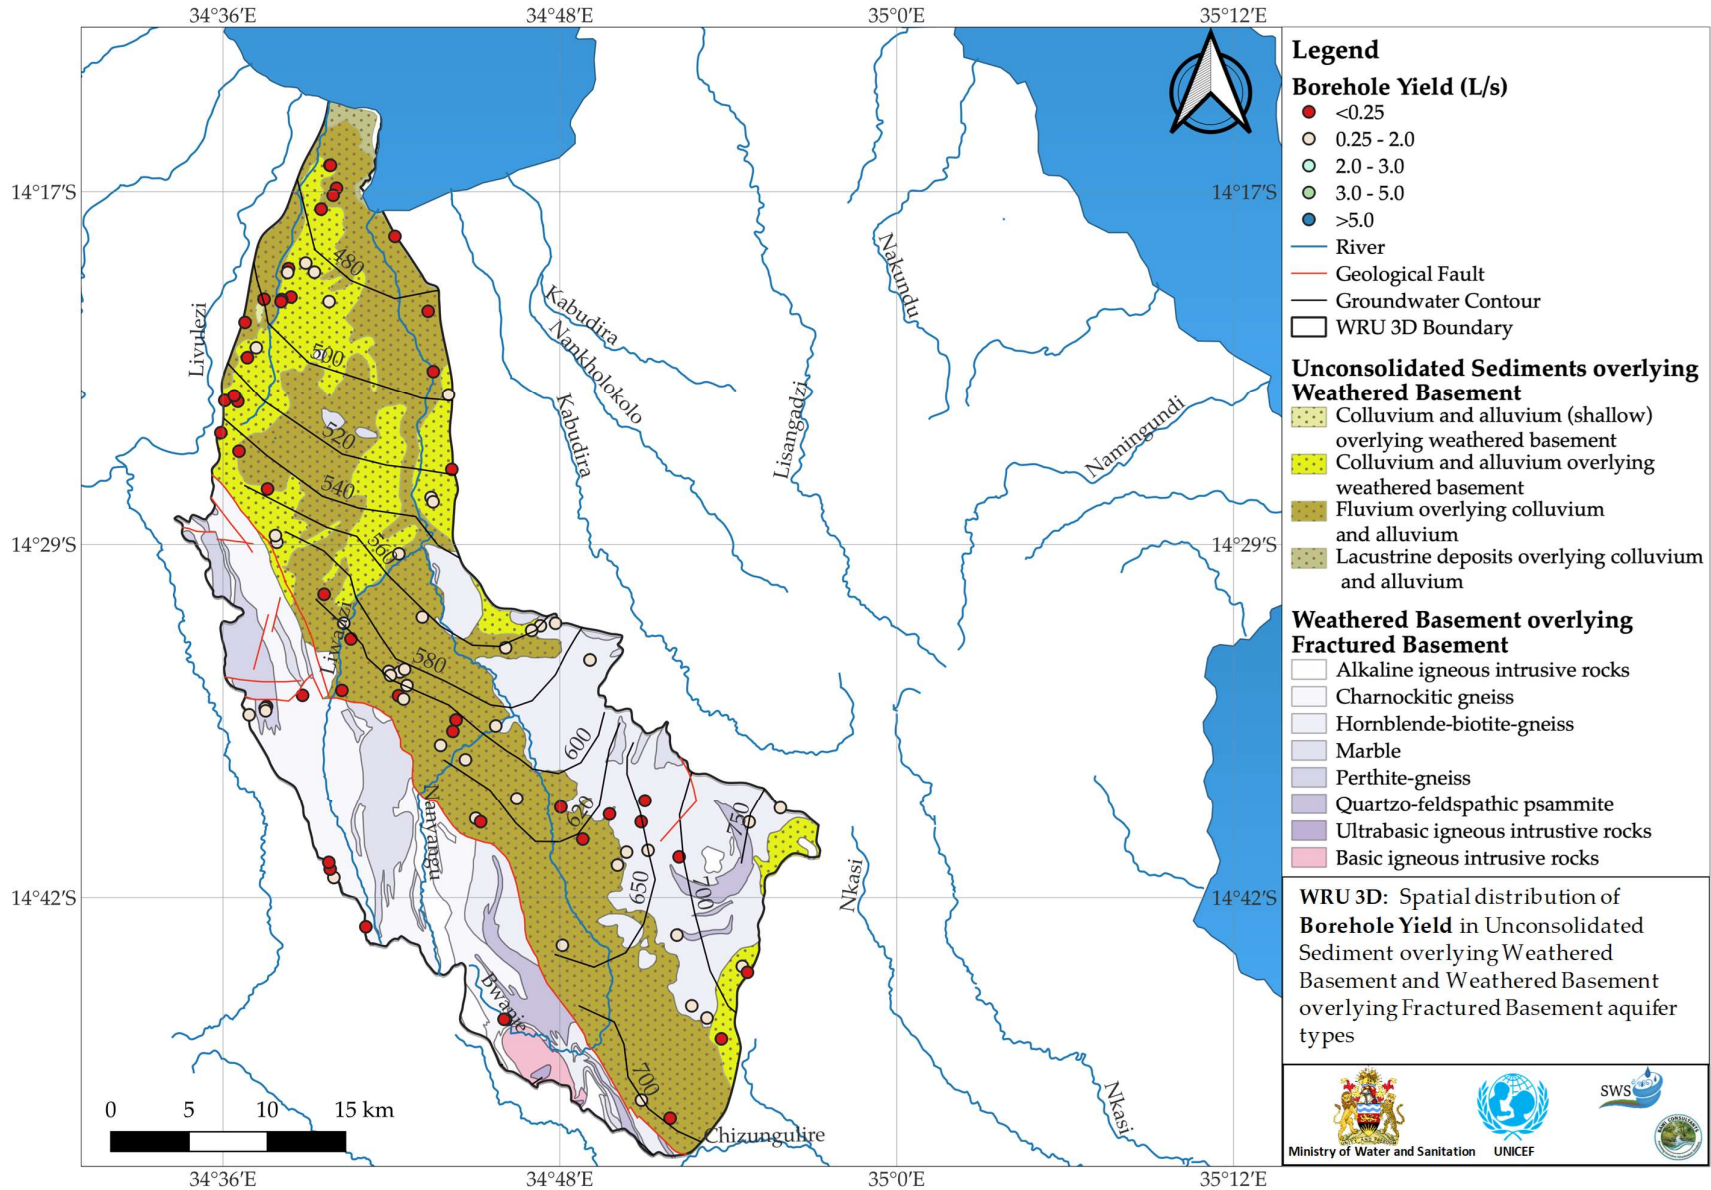 34°36′E
34°48′E
35°0′E
35°12′E
14°17′S
14°17′S
14°29′S
14°29′S
14°42′S
14°42′S
34°36′E
34°48′E
35°0′E
35°12′E
480
500
520
540
560
580
600
620
650
700
750
700
Livulezi
Kabudira
Nankholokolo
Kabudira
Lisangadzi
Nakundu
Namingundi
Liwadzi
Nanyangu
Bwanje
Nkasi
Nkasi
Chizungulire
0 5 10 15 km
Legend
Borehole Yield (L/s)
<0.25
0.25 - 2.0
2.0 - 3.0
3.0 - 5.0
>5.0
River
Geological Fault
Groundwater Contour
WRU 3D Boundary
Unconsolidated Sediments overlying
Weathered Basement
Colluvium and alluvium (shallow)
overlying weathered basement
Colluvium and alluvium overlying
weathered basement
Fluvium overlying colluvium
and alluvium
Lacustrine deposits overlying colluvium
and alluvium
Weathered Basement overlying
Fractured Basement
Alkaline igneous intrusive rocks
Charnockitic gneiss
Hornblende-biotite-gneiss
Marble
Perthite-gneiss
Quartzo-feldspathic psammite
Ultrabasic igneous intrustive rocks
Basic igneous intrusive rocks
WRU 3D: Spatial distribution of
Borehole Yield in Unconsolidated
Sediment overlying Weathered
Basement and Weathered Basement
overlying Fractured Basement aquifer
types
Ministry of Water and Sanitation
UNICEF
SWS